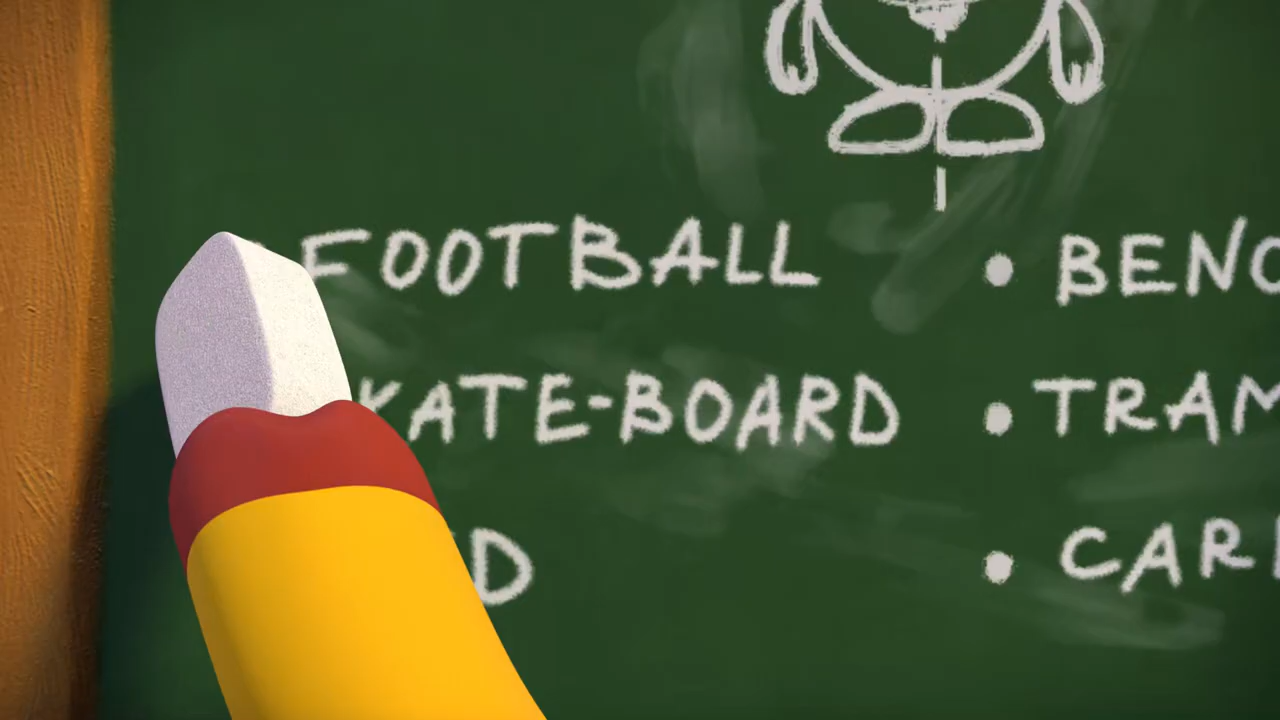 FOOTBALL
KATE-BOARD
D
• BENC
• TRAM
• CAR